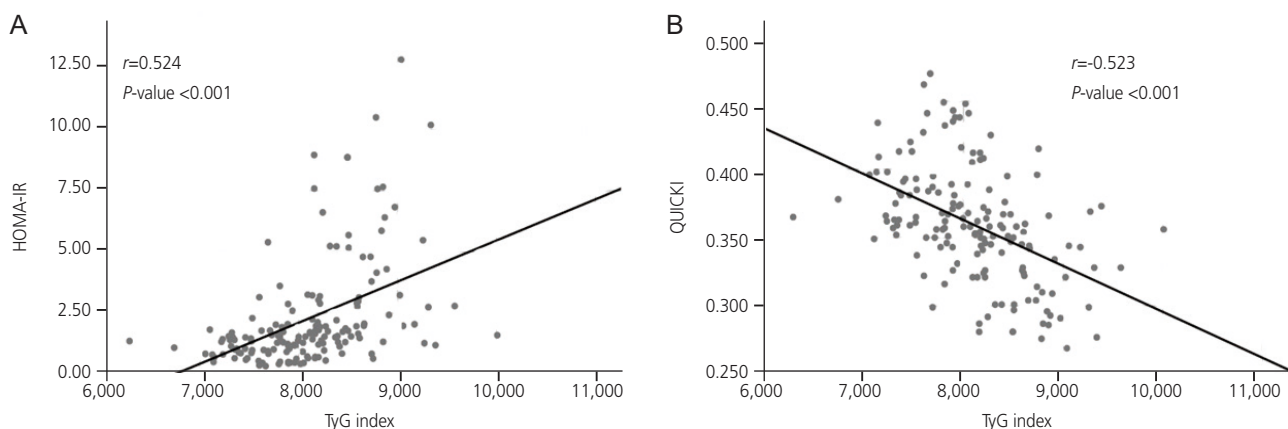 A
r=0.524
P-value <0.001
HOMA-IR
12.50
10.00
7.50
5.00
2.50
0.00
6,000 7,000 8,000 9,000 10,000 11,000
TyG index
B
r=-0.523
P-value <0.001
QUICKI
0.500
0.450
0.400
0.350
0.300
0.250
6,000 7,000 8,000 9,000 10,000 11,000
TyG index